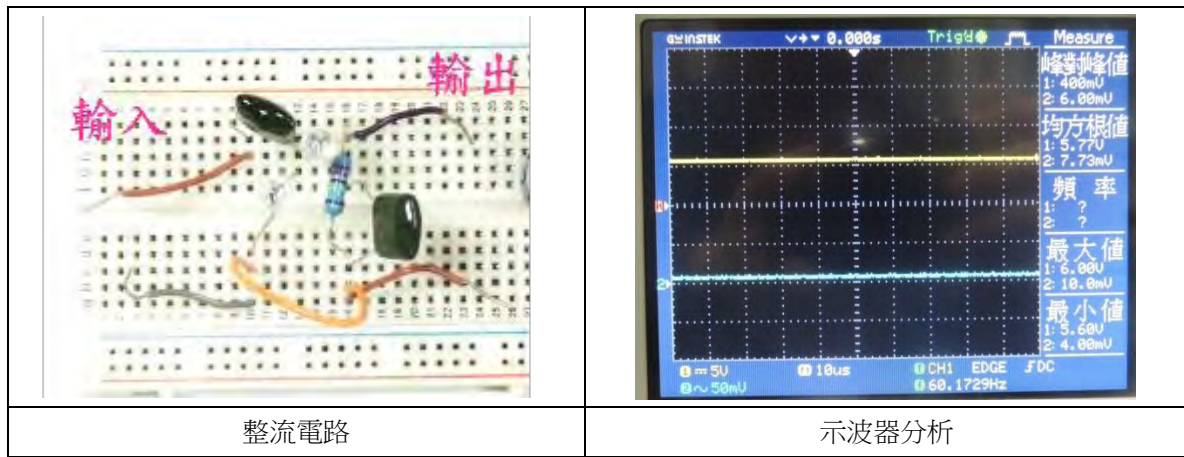 輸入
輸出
GWINSTEK
0.000s
Trig'd
Measure
峰對峰值
1: 400mV
2: 6.00mV
均方根值
1: 5.77V
2: 7.73mV
頻率
1: ?
2: ?
最大值
1: 6.00V
2: 10.0mV
最小值
1: 5.60V
2: 4.00mV
1 5V
10us
CH1 EDGE DC
2 ~ 50mV
60.1729Hz
整流電路
示波器分析